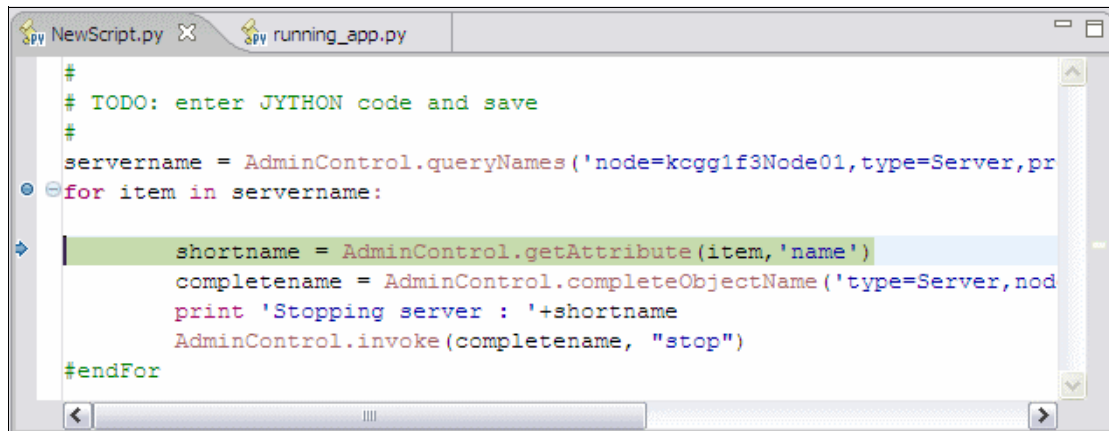 NewScript.py running_app.py
#
# TODO: enter JYTHON code and save
#
servername = AdminControl.queryNames('node=kcgg1f3Node01,type=Server,pr
for item in servername:
shortname = AdminControl.getAttribute(item,'name')
completename = AdminControl.completeObjectName('type=Server,nod
print 'Stopping server : '+shortname
AdminControl.invoke(completename, "stop")
#endFor